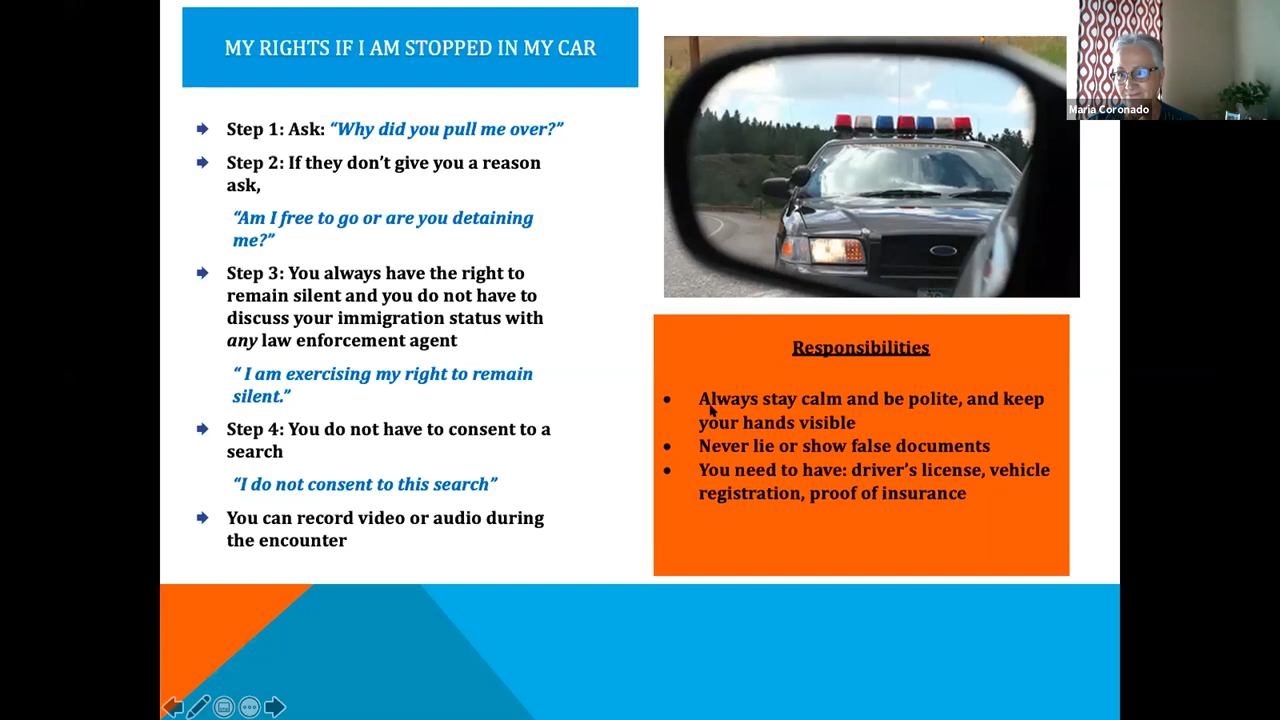 MY RIGHTS IF I AM STOPPED IN MY CAR
Step 1: Ask: “Why did you pull me over?”
Step 2: If they don’t give you a reason
ask,
“Am I free to go or are you detaining
me?”
Step 3: You always have the right to
remain silent and you do not have to
discuss your immigration status with
any law enforcement agent
“ I am exercising my right to remain
silent.”
Step 4: You do not have to consent to a
search
“I do not consent to this search”
You can record video or audio during
the encounter
Maria Coronado
Responsibilities
Always stay calm and be polite, and keep
your hands visible
Never lie or show false documents
You need to have: driver’s license, vehicle
registration, proof of insurance